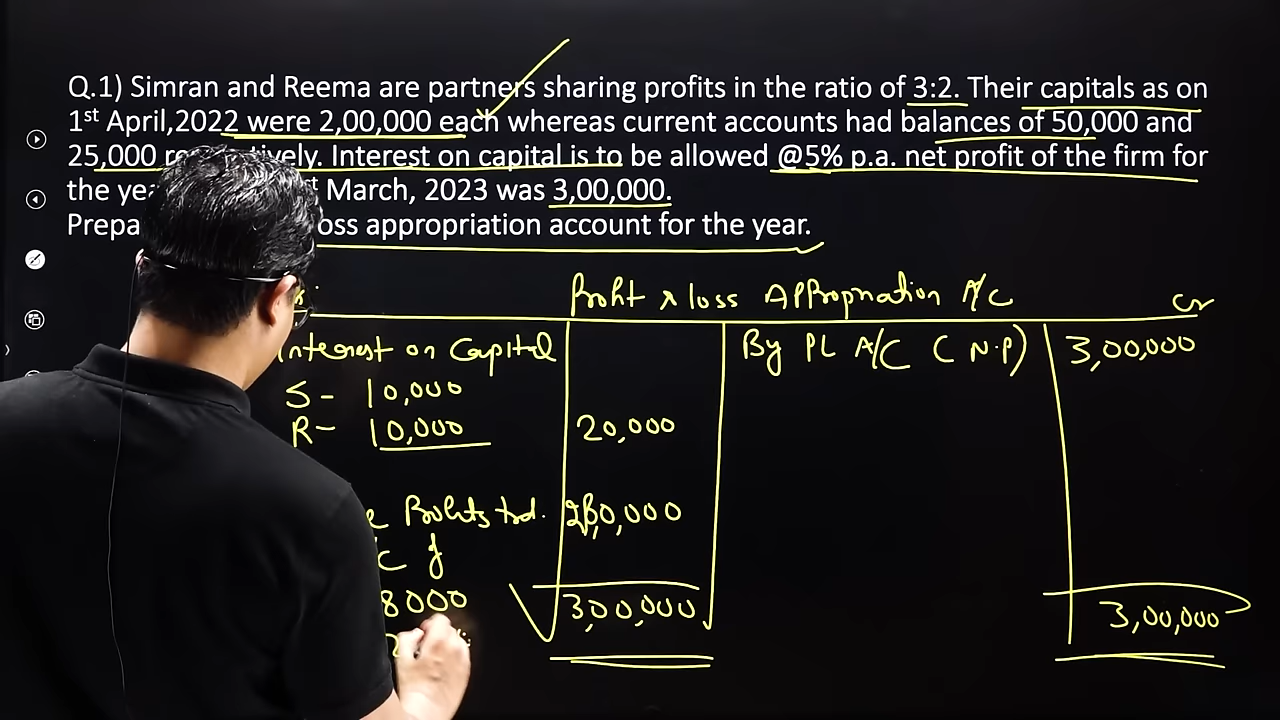 Q.1) Simran and Reema are partners sharing profits in the ratio of 3:2. Their capitals as on
1st April,2022 were 2,00,000 each whereas current accounts had balances of 50,000 and
25,000 Interest on capital is to be allowed @5% p.a. net profit of the firm for
the March, 2023 was 3,00,000.
appropriation account for the year.
Profit & loss Appropriation A/C Cr
Interest on Capital By PL A/C (N.P) 3,00,000
S- 10,000
R- 10,000 20,000
Profits trd. 280,000
8000
3,00,000 3,00,000